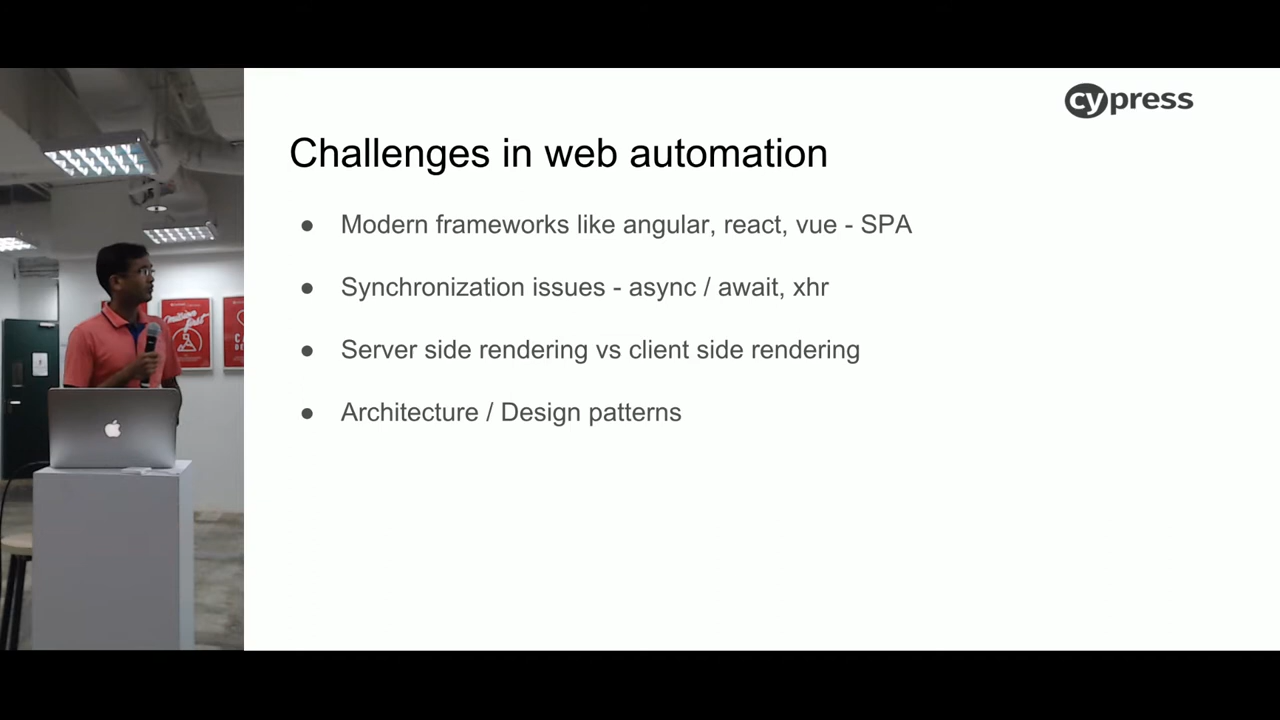 cypress
Challenges in web automation
● Modern frameworks like angular, react, vue - SPA
● Synchronization issues - async / await, xhr
● Server side rendering vs client side rendering
● Architecture / Design patterns